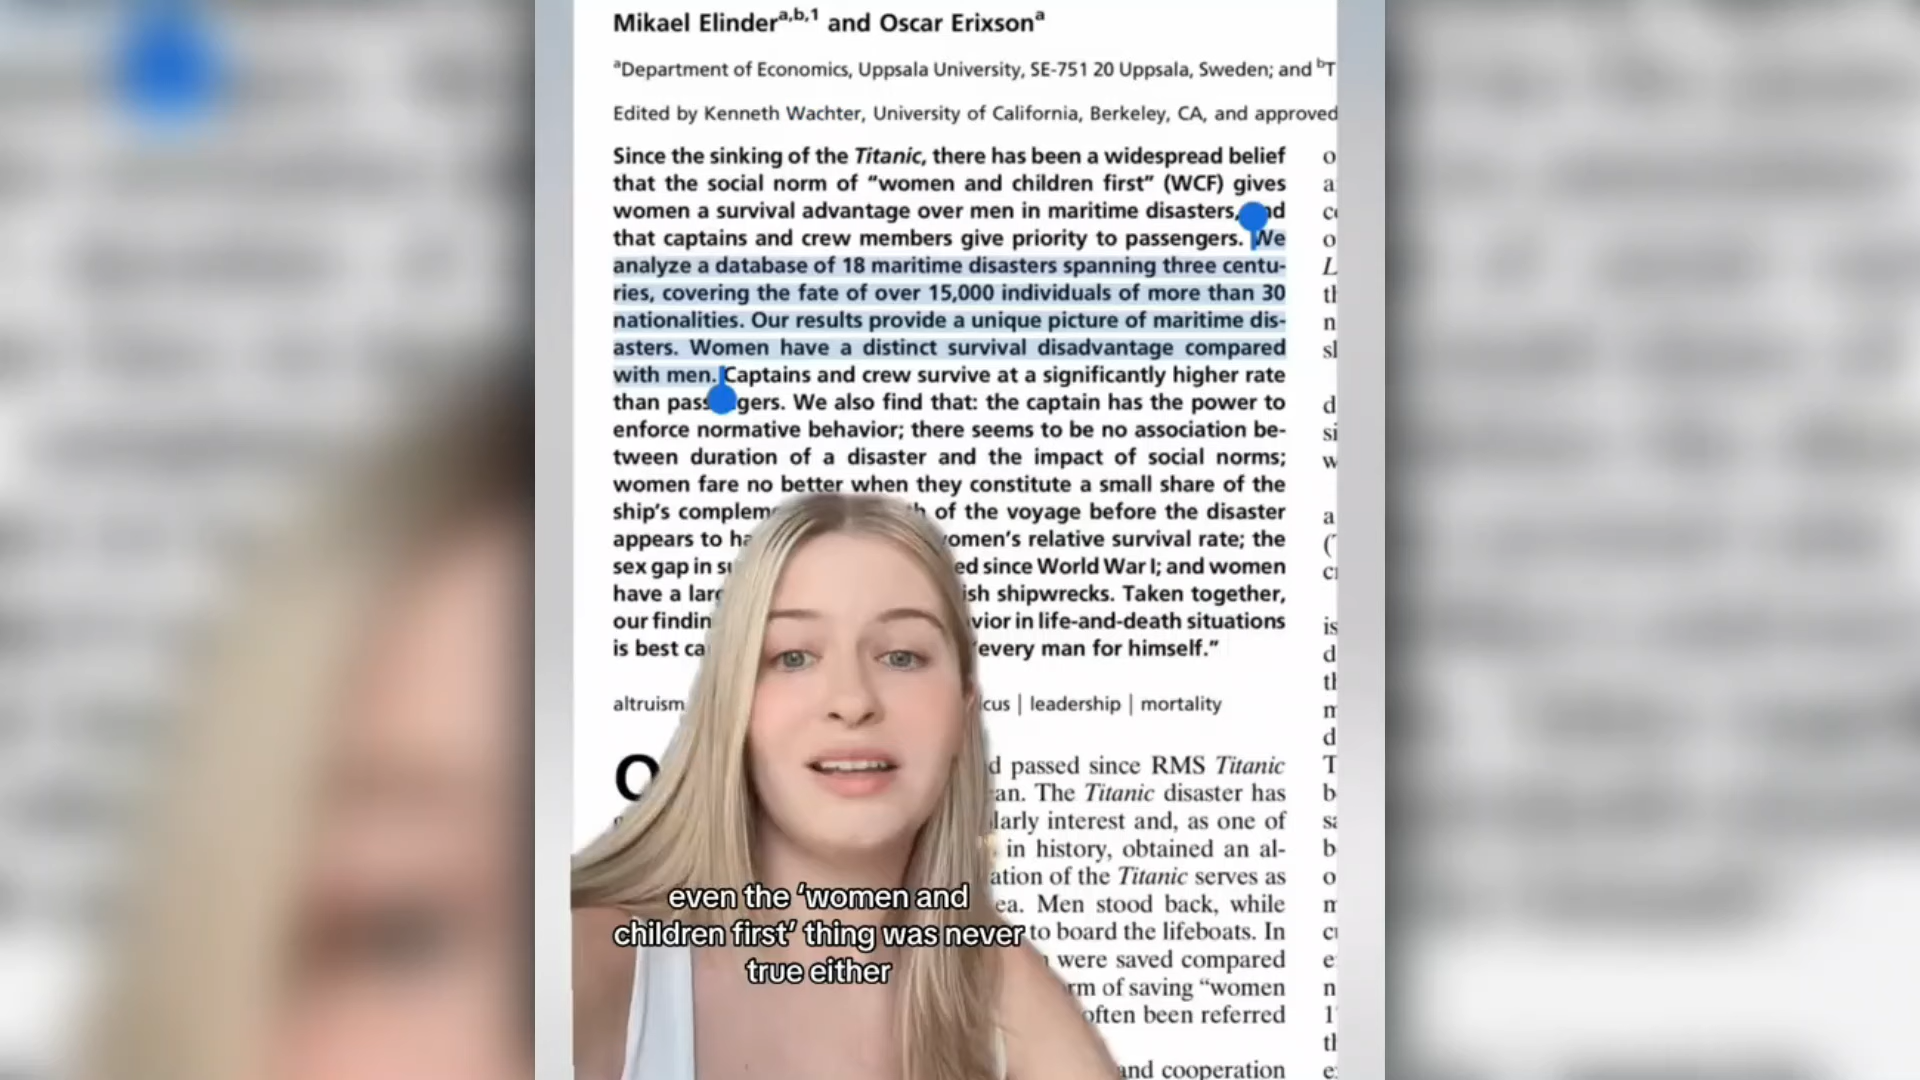 Mikael Elinderᵃ,ᵇ,¹ and Oscar Erixsonᵃ
ᵃDepartment of Economics, Uppsala University, SE-751 20 Uppsala, Sweden; and ᵇT
Edited by Kenneth Wachter, University of California, Berkeley, CA, and approved
Since the sinking of the Titanic, there has been a widespread belief
that the social norm of “women and children first” (WCF) gives
women a survival advantage over men in maritime disasters,
that captains and crew members give priority to passengers. We
analyze a database of 18 maritime disasters spanning three centu-
ries, covering the fate of over 15,000 individuals of more than 30
nationalities. Our results provide a unique picture of maritime dis-
asters. Women have a distinct survival disadvantage compared
with men. Captains and crew survive at a significantly higher rate
than We also find that: the captain has the power to
enforce normative behavior; there seems to be no association be-
tween duration of a disaster and the impact of social norms;
women fare no better when they constitute a small share of the
ship’s of the voyage before the disaster
appears to women’s relative survival rate; the
sex gap in since World War I; and women
have a shipwrecks. Taken together,
our in life-and-death situations
is best “every man for himself.”
altruism | leadership | mortality
passed since RMS Titanic
The Titanic disaster has
interest and, as one of
in history, obtained an al-
of the Titanic serves as
Men stood back, while
to board the lifeboats. In
were saved compared
of saving “women
often been referred
and cooperation
even the ‘women and
children first’ thing was never
true either